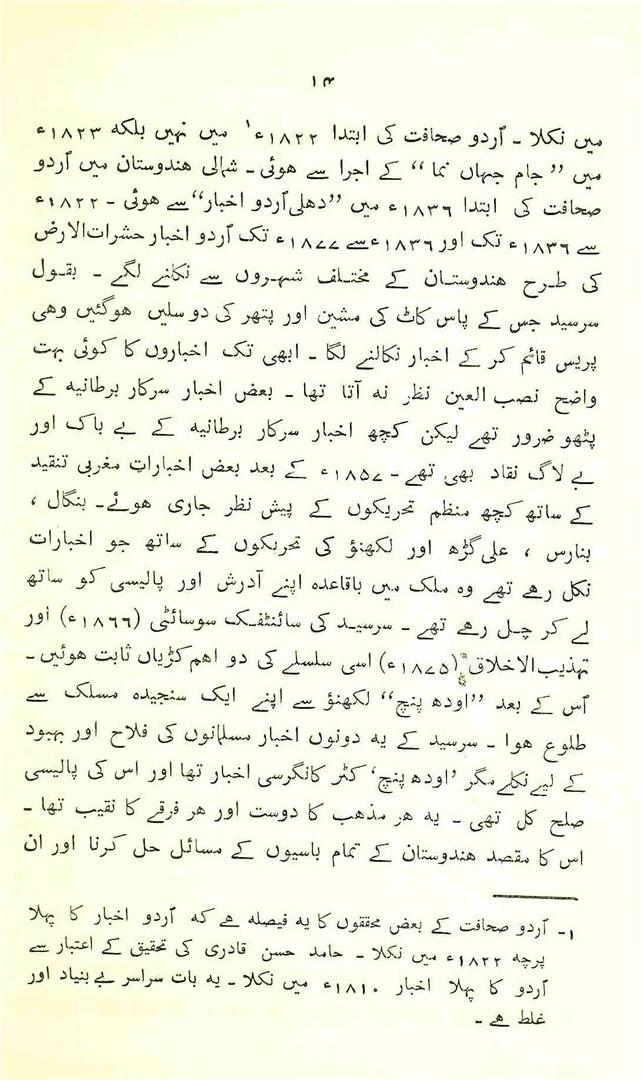 ۱۴
میں نکلا ۔ اُردو صحافت کی ابتدا ۱۸۲۲ء۱ میں نہیں بلکہ ۱۸۲۳ء
میں ”جام جہاں نما“ کے اجرا سے ہوئی ۔ شمالی ہندوستان میں اُردو
صحافت کی ابتدا ۱۸۳۶ء میں ”دہلی اُردو اخبار“ سے ہوئی ۔ ۱۸۲۲ء
سے ۱۸۳۶ء تک اور ۱۸۳۶ء سے ۱۸۷۷ء تک اُردو اخبار حشرات الارض
کی طرح ہندوستان کے مختلف شہروں سے نکلنے لگے ۔ بقول
سرسید جس کے پاس کاٹ کی مشین اور پتھر کی دو سلیں ہوگئیں وہی
پریس قائم کر کے اخبار نکالنے لگا ۔ ابھی تک اخباروں کا کوئی بہت
واضح نصب العین نظر نہ آتا تھا ۔ بعض اخبار سرکار برطانیہ کے
پٹھو ضرور تھے لیکن کچھ اخبار سرکار برطانیہ کے بے باک اور
بے لاگ نقاد بھی تھے ۔ ۱۸۵۷ء کے بعد بعض اخبارات مغربی تنقید
کے ساتھ کچھ منظم تحریکوں کے پیش نظر جاری ہوئے ۔ بنگال ،
بنارس ، علی گڑھ اور لکھنؤ کی تحریکوں کے ساتھ جو اخبارات
نکل رہے تھے وہ ملک میں باقاعدہ اپنے آدرش اور پالیسی کو ساتھ
لے کر چل رہے تھے ۔ سرسید کی سائنٹفک سوسائٹی (۱۸۶۶ء) اور
تہذیب الاخلاق (۱۸۷۵ء) اسی سلسلے کی دو اہم کڑیاں ثابت ہوئیں ۔
اُس کے بعد ”اودھ پنچ“ لکھنؤ سے اپنے ایک سنجیدہ مسلک سے
طلوع ہوا ۔ سرسید کے یہ دونوں اخبار مسلمانوں کی فلاح اور بہبود
کے لیے نکلے مگر ’اودھ پنچ‘ کٹر کانگرسی اخبار تھا اور اس کی پالیسی
صلح کل تھی ۔ یہ ہر مذہب کا دوست اور ہر فرقے کا نقیب تھا ۔
اس کا مقصد ہندوستان کے تمام باسیوں کے مسائل حل کرنا اور ان
۱۔ اُردو صحافت کے بعض محققوں کا یہ فیصلہ ہے کہ اُردو اخبار کا پہلا
پرچہ ۱۸۲۲ء میں نکلا ۔ حامد حسن قادری کی تحقیق کے اعتبار سے
اُردو کا پہلا اخبار ۱۸۱۰ء میں نکلا ۔ یہ بات سراسر بے بنیاد اور
غلط ہے ۔